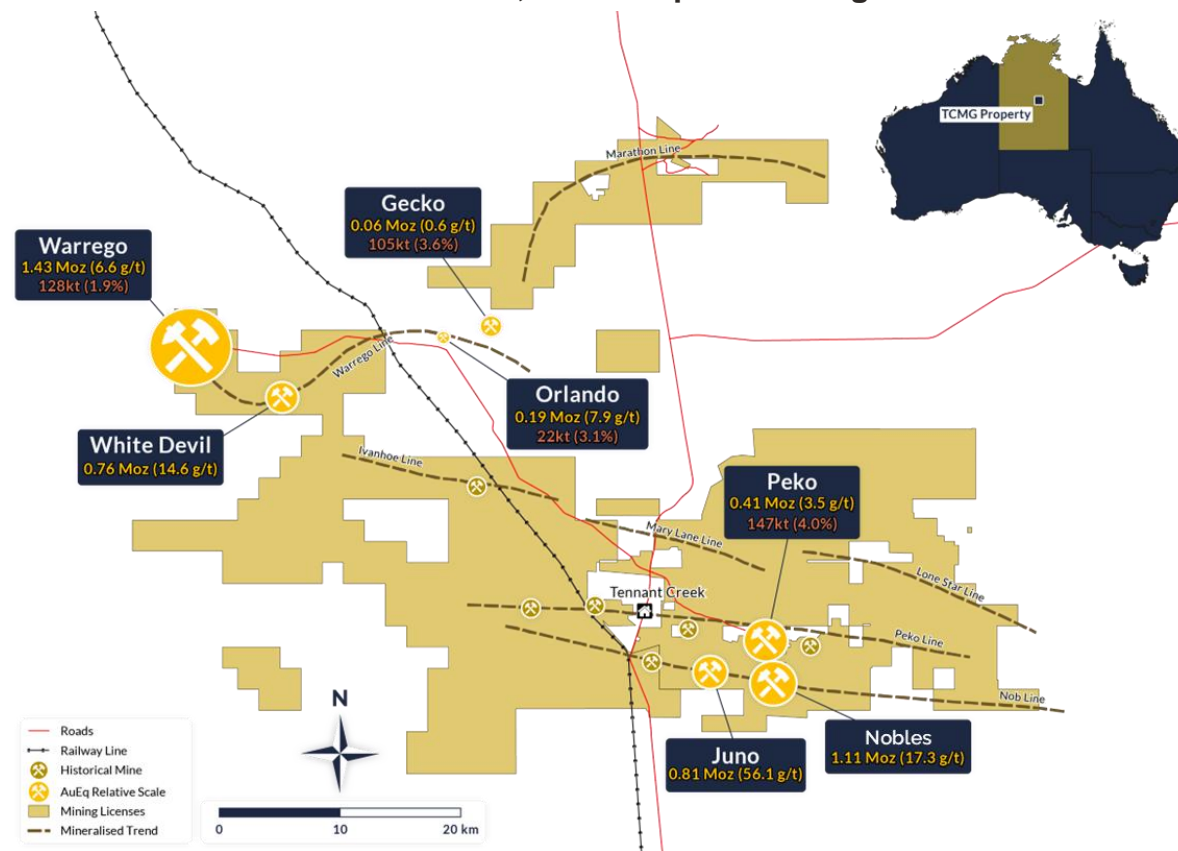 TCMG Property
Marathon Line
Gecko
0.06 Moz (0.6 g/t)
105kt (3.6%)
Warrego
1.43 Moz (6.6 g/t)
128kt (1.9%)
Warrego Line
Orlando
0.19 Moz (7.9 g/t)
22kt (3.1%)
White Devil
0.76 Moz (14.6 g/t)
Ivanhoe Line
Peko
0.41 Moz (3.5 g/t)
147kt (4.0%)
Mary Lane Line
Lone Star Line
Tennant Creek
Peko Line
Nob Line
Nobles
1.11 Moz (17.3 g/t)
Juno
0.81 Moz (56.1 g/t)
N
Roads
Railway Line
Historical Mine
AuEq Relative Scale
Mining Licenses
Mineralised Trend
0 10 20 km